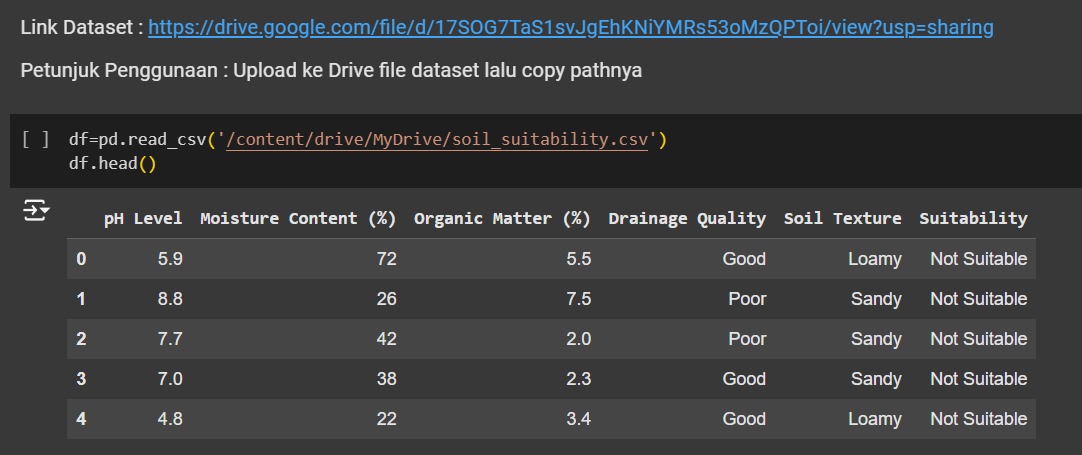 Link Dataset : https://drive.google.com/file/d/17SOG7TaS1svJgEhKNiYMRs53oMzQPToi/view?usp=sharing
Petunjuk Penggunaan : Upload ke Drive file dataset lalu copy pathnya
[ ] df=pd.read_csv('/content/drive/MyDrive/soil_suitability.csv')
df.head()
pH Level Moisture Content (%) Organic Matter (%) Drainage Quality Soil Texture Suitability
0 5.9 72 5.5 Good Loamy Not Suitable
1 8.8 26 7.5 Poor Sandy Not Suitable
2 7.7 42 2.0 Poor Sandy Not Suitable
3 7.0 38 2.3 Good Sandy Not Suitable
4 4.8 22 3.4 Good Loamy Not Suitable